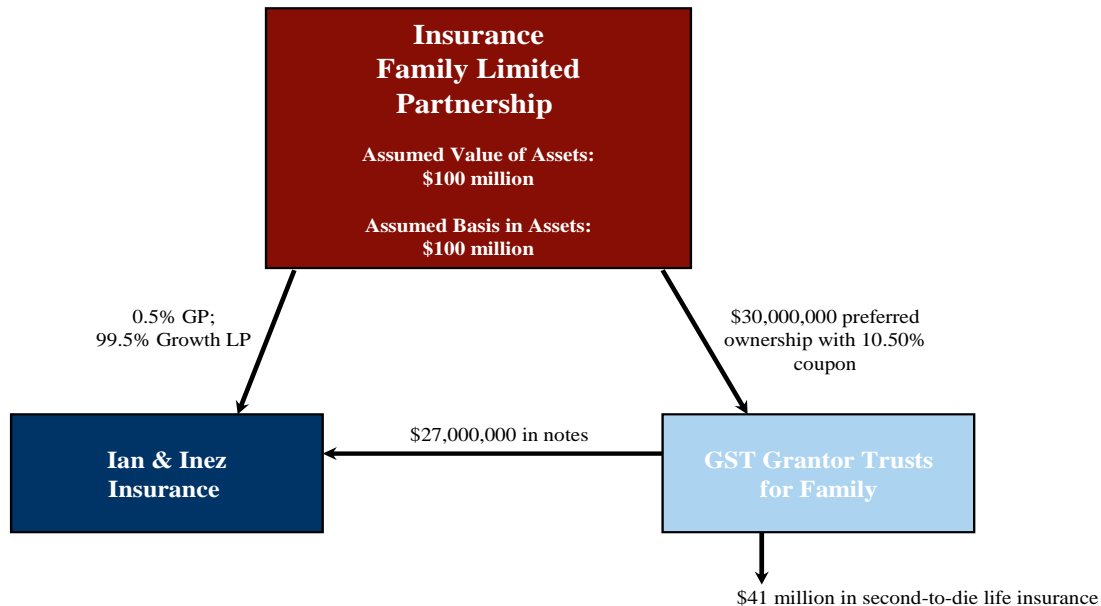 Insurance
Family Limited
Partnership
Assumed Value of Assets:
$100 million
Assumed Basis in Assets:
$100 million
0.5% GP;
99.5% Growth LP
$30,000,000 preferred
ownership with 10.50%
coupon
$27,000,000 in notes
Ian & Inez
Insurance
GST Grantor Trusts
for Family
$41 million in second-to-die life insurance